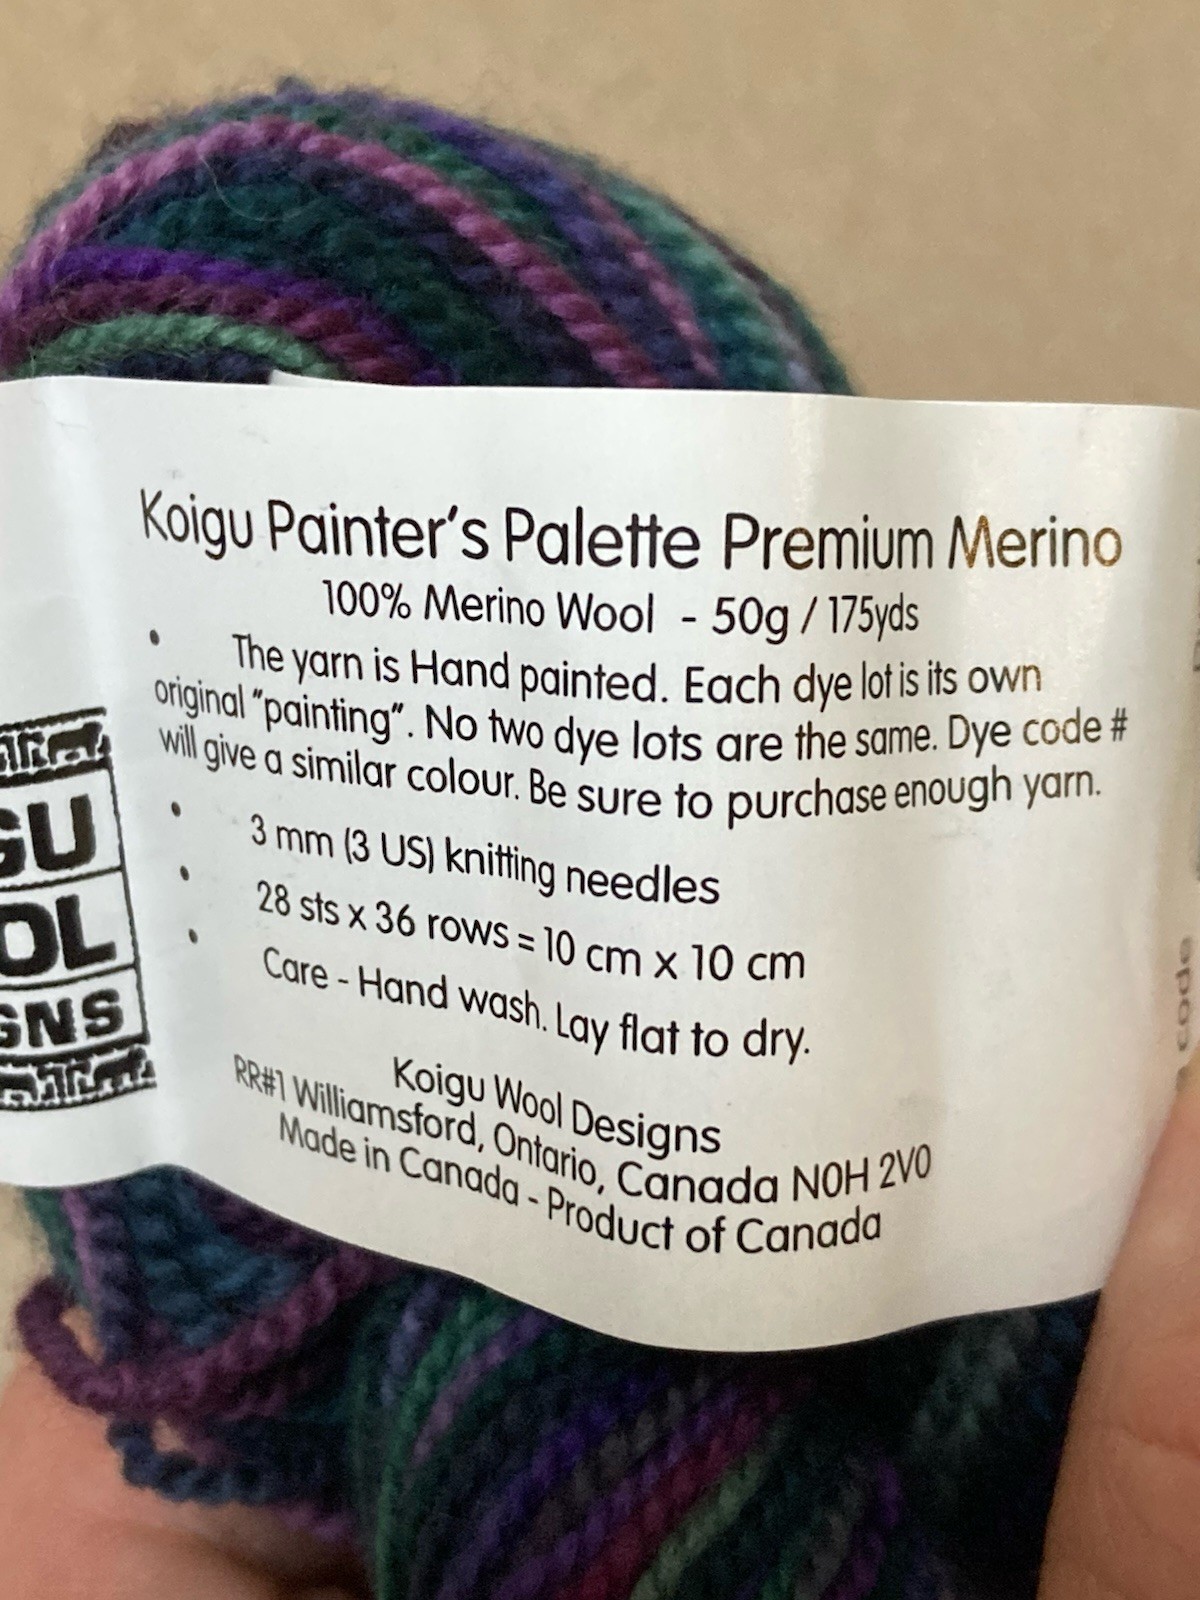 Koigu Painter's Palette Premium Merino
100% Merino Wool - 50g / 175yds
• The yarn is Hand painted. Each dye lot is its own
original "painting". No two dye lots are the same. Dye code #
will give a similar colour. Be sure to purchase enough yarn.
• 3 mm (3 US) knitting needles
• 28 sts x 36 rows = 10 cm x 10 cm
• Care - Hand wash. Lay flat to dry.
Koigu Wool Designs
RR#1 Williamsford, Ontario, Canada N0H 2V0
Made in Canada - Product of Canada
GU
OL
GNS
code